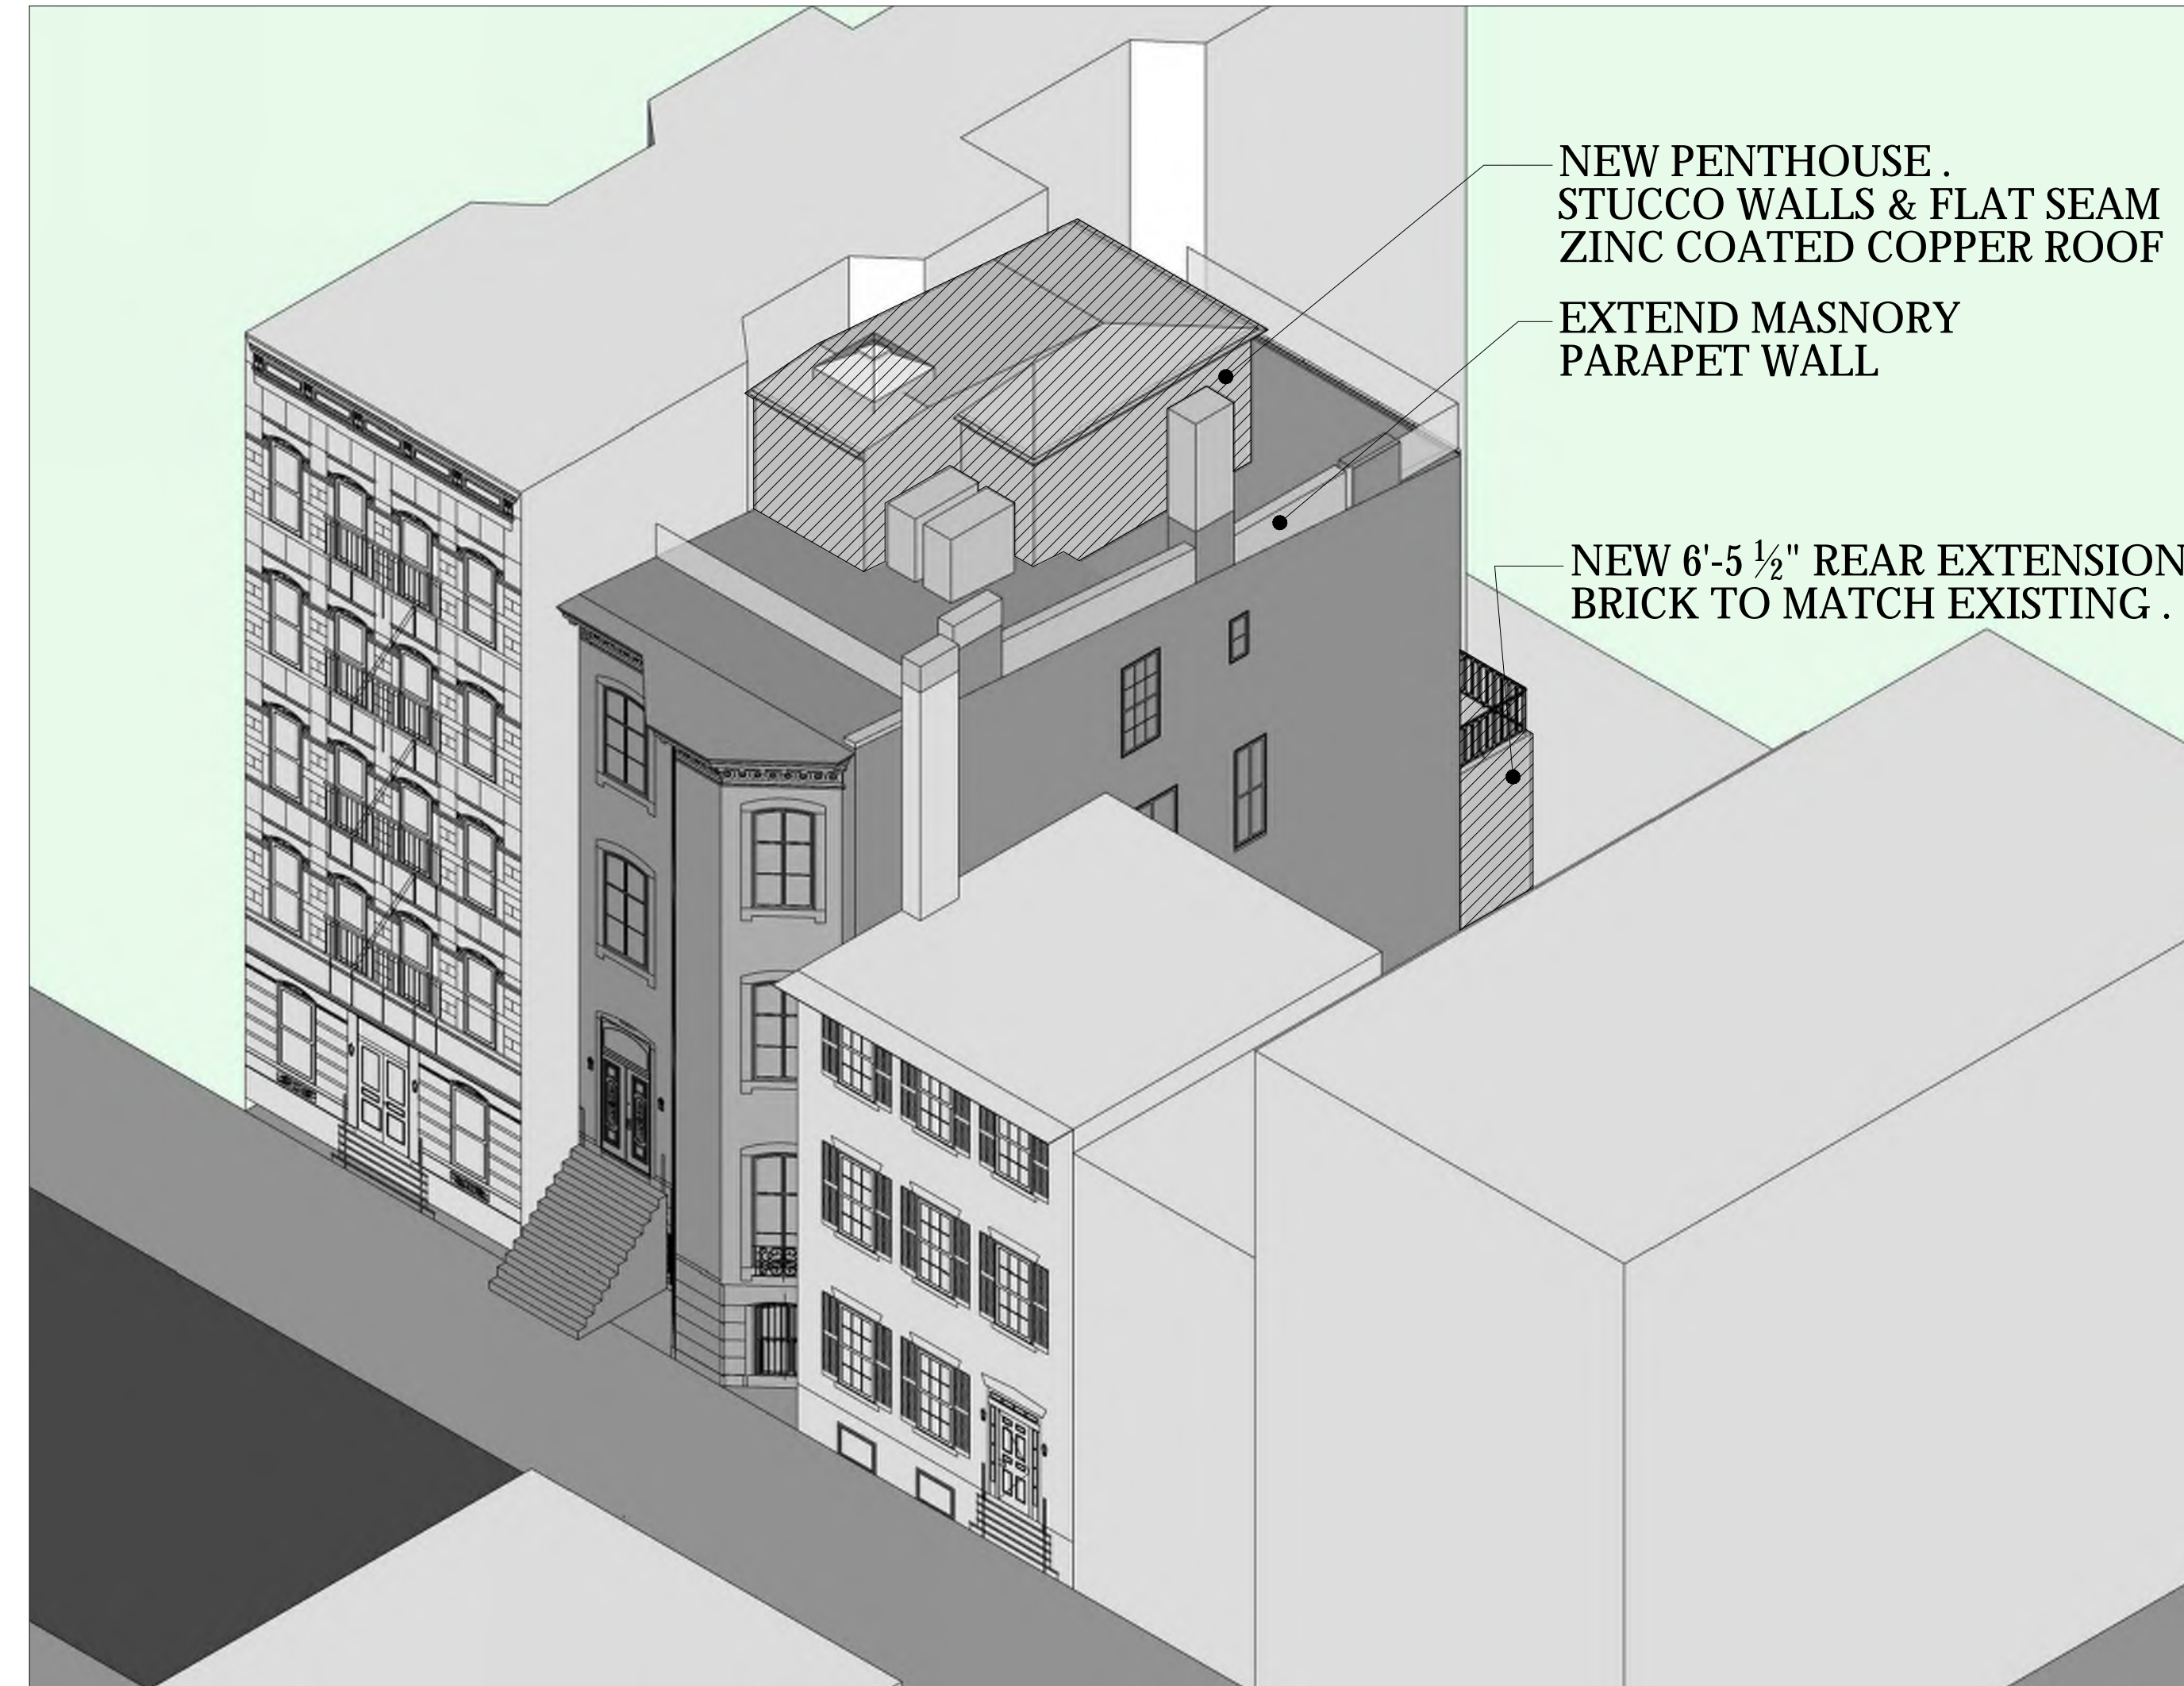 NEW PENTHOUSE .
STUCCO WALLS & FLAT SEAM
ZINC COATED COPPER ROOF
EXTEND MASNORY
PARAPET WALL
NEW 6'-5 ½" REAR EXTENSION
BRICK TO MATCH EXISTING .